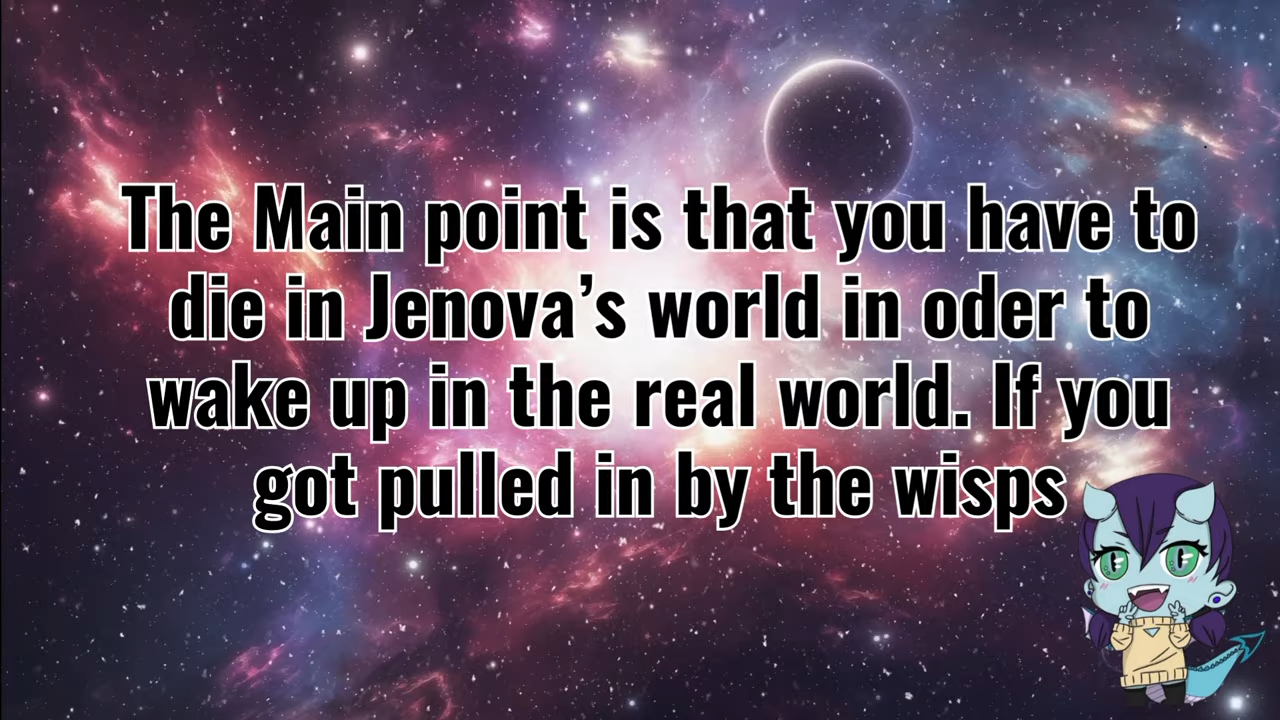 The Main point is that you have to
die in Jenova’s world in oder to
wake up in the real world. If you
got pulled in by the wisps